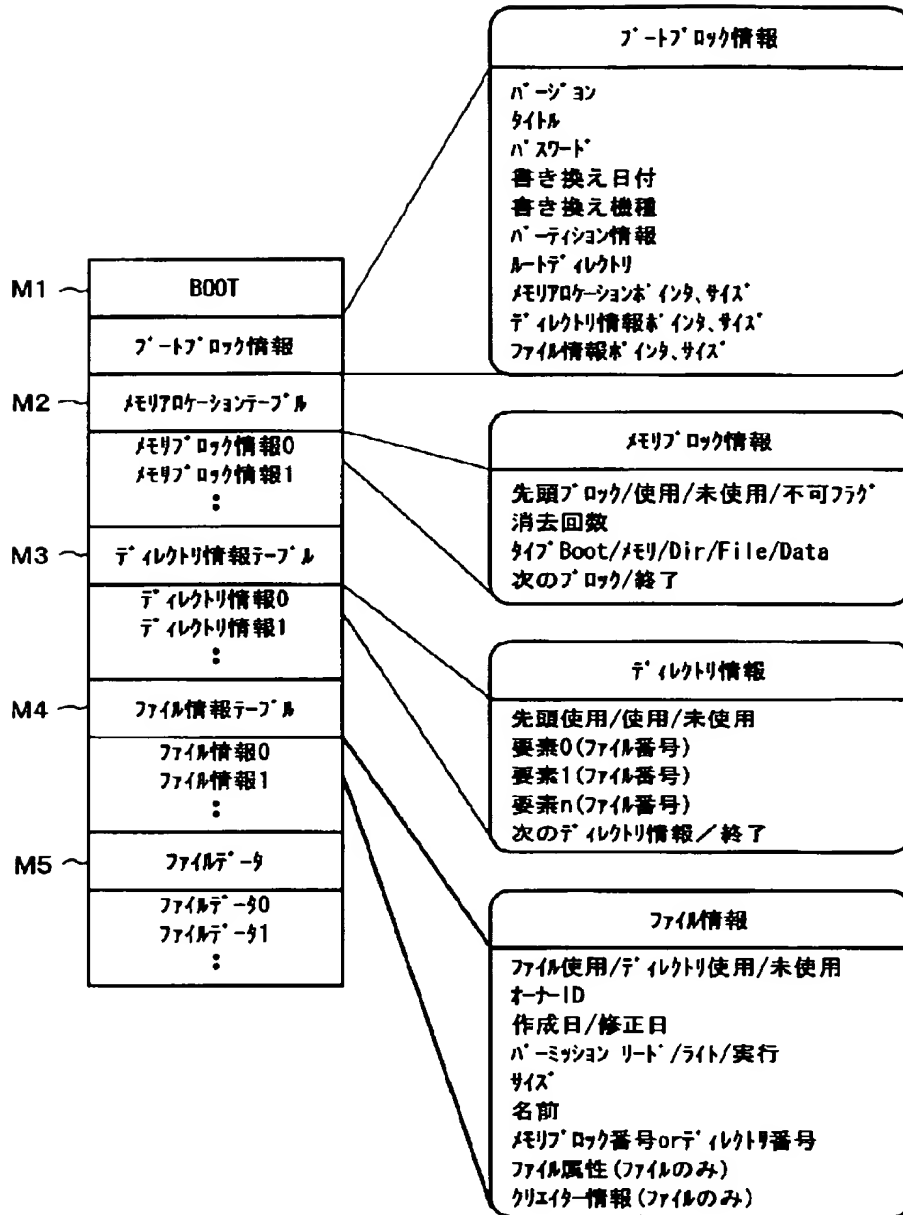 M1
BOOT
ブートブロック情報
M2
メモリアロケーションテーブル
メモリブロック情報0
メモリブロック情報1
:
M3
ディレクトリ情報テーブル
ディレクトリ情報0
ディレクトリ情報1
:
M4
ファイル情報テーブル
ファイル情報0
ファイル情報1
:
M5
ファイルデータ
ファイルデータ0
ファイルデータ1
:
ブートブロック情報
バージョン
タイトル
パスワード
書き換え日付
書き換え機種
パーティション情報
ルートディレクトリ
メモリアロケーションポインタ、サイズ
ディレクトリ情報ポインタ、サイズ
ファイル情報ポインタ、サイズ
メモリブロック情報
先頭ブロック/使用/未使用/不可フラグ
消去回数
タイプBoot/メモリ/Dir/File/Data
次のブロック/終了
ディレクトリ情報
先頭使用/使用/未使用
要素0(ファイル番号)
要素1(ファイル番号)
要素n(ファイル番号)
次のディレクトリ情報/終了
ファイル情報
ファイル使用/ディレクトリ使用/未使用
オーナーID
作成日/修正日
パーミッション リード/ライト/実行
サイズ
名前
メモリブロック番号orディレクトリ番号
ファイル属性(ファイルのみ)
クリエイター情報(ファイルのみ)